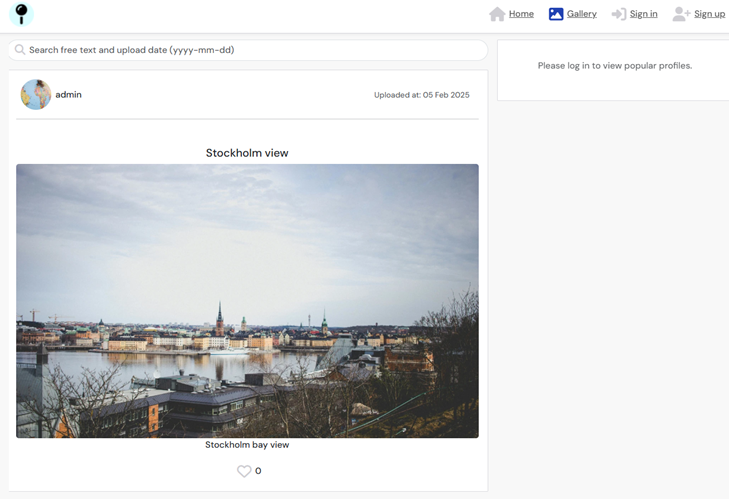 Home Gallery Sign in Sign up
Search free text and upload date (yyyy-mm-dd)
Please log in to view popular profiles.
admin
Uploaded at: 05 Feb 2025
Stockholm view
Stockholm bay view
0